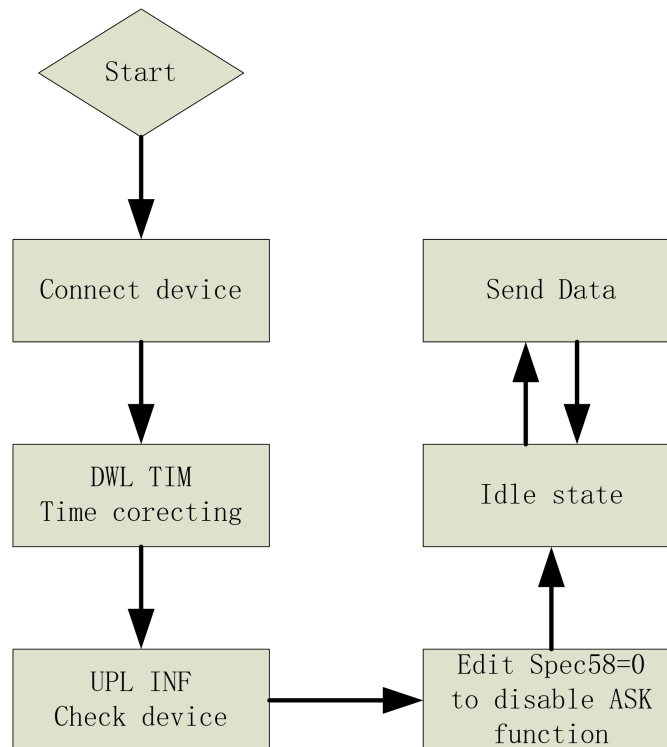 Start
Connect device
DWL TIM
Time corecting
UPL INF
Check device
Send Data
Idle state
Edit Spec58=0
to disable ASK
function